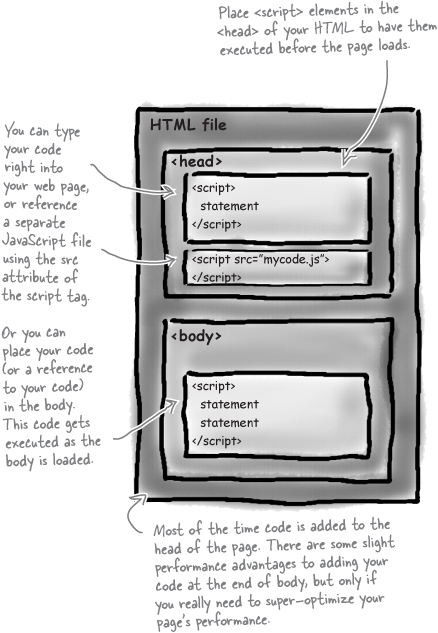 Place <script> elements in the
<head> of your HTML to have them
executed before the page loads.
HTML file
You can type
your code
right into
your web page,
or reference
a separate
JavaScript file
using the src
attribute of
the script tag.
<head>
<script>
statement
</script>
<script src="mycode.js">
</script>
Or you can
place your code
(or a reference
to your code)
in the body.
This code gets
executed as the
body is loaded.
<body>
<script>
statement
statement
</script>
Most of the time code is added to the
head of the page. There are some slight
performance advantages to adding your
code at the end of body, but only if
you really need to super-optimize your
page's performance.